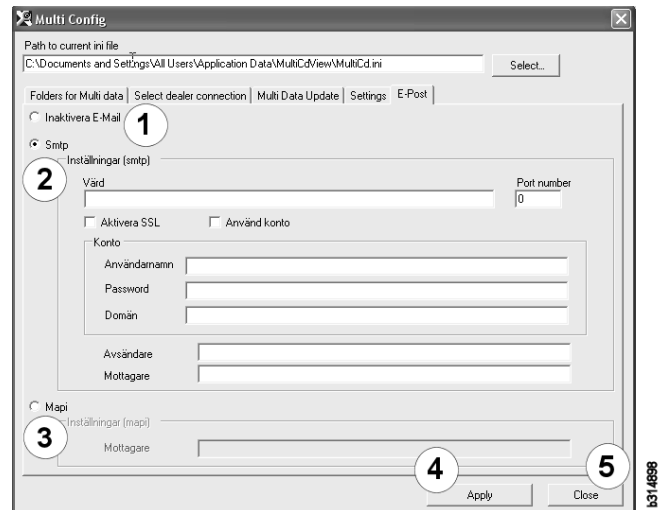 Multi Config
Path to current ini file
C:\Documents and Settings\All Users\Application Data\MultiCdView\MultiCd.ini
Select...
Folders for Multi data Select dealer connection Multi Data Update Settings E-Post
Inaktivera E-Mail
1
Smtp
Inställningar (smtp)
2
Värd Port number
0
Aktivera SSL Använd konto
Konto
Användarnamn
Password
Domän
Avsändare
Mottagare
Mapi
Inställningar (mapi)
3
Mottagare
4
5
Apply Close
b314898